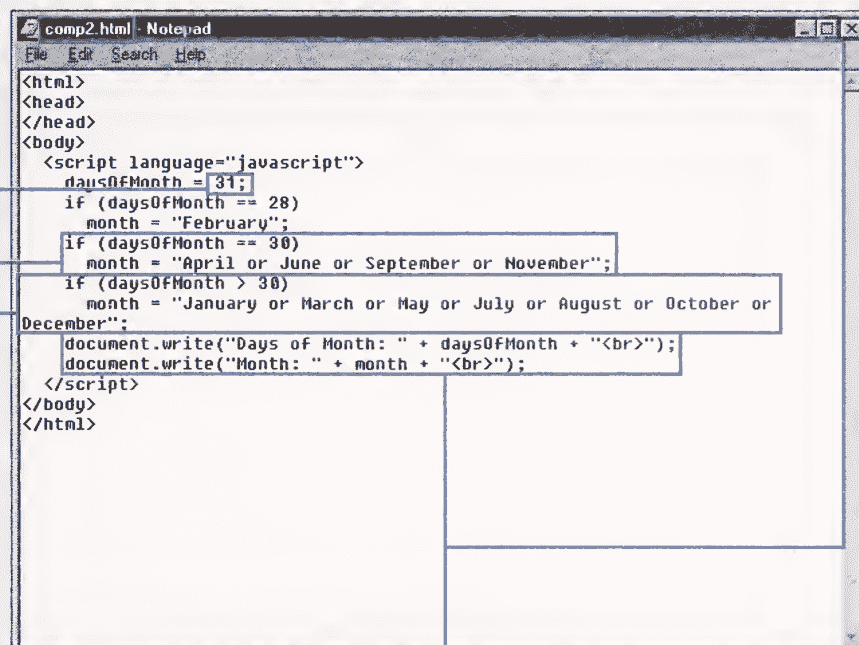 comp2.html - Notepad
File Edit Search Help
<html>
<head>
</head>
<body>
<script language="javascript">
daysOfMonth = 31;
if (daysOfMonth == 28)
month = "February";
if (daysOfMonth == 30)
month = "April or June or September or November";
if (daysOfMonth > 30)
month = "January or March or May or July or August or October or
December";
document.write("Days of Month: " + daysOfMonth + "<br>");
document.write("Month: " + month + "<br>");
</script>
</body>
</html>